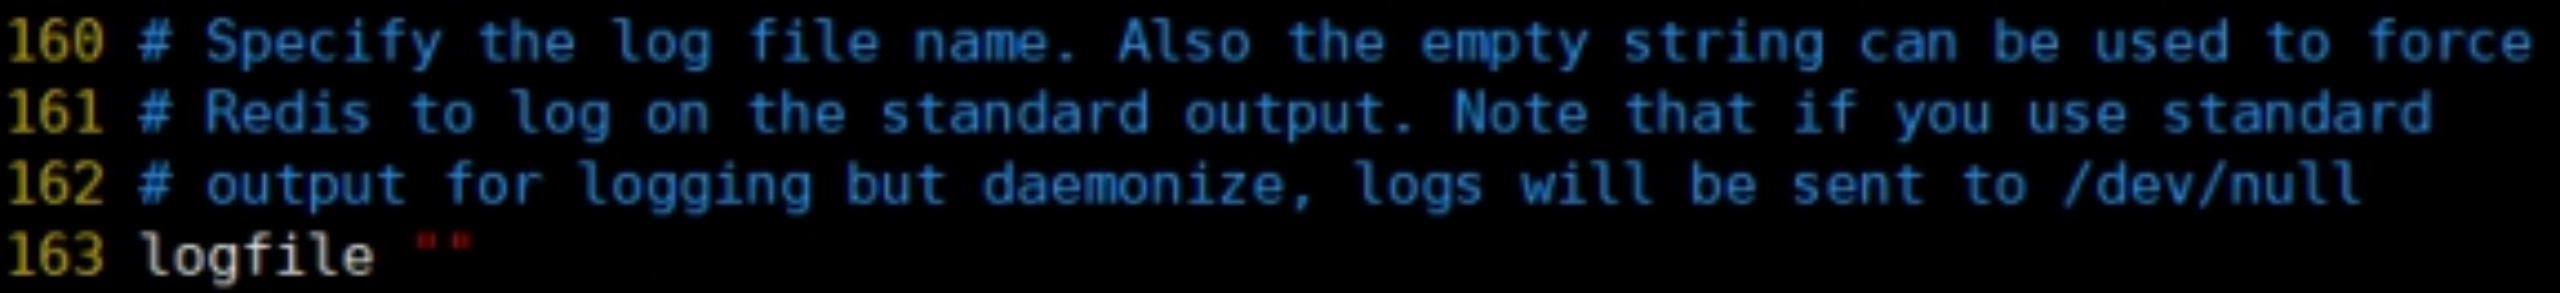 160 # Specify the log file name. Also the empty string can be used to force
161 # Redis to log on the standard output. Note that if you use standard
162 # output for logging but daemonize, logs will be sent to /dev/null
163 logfile ""